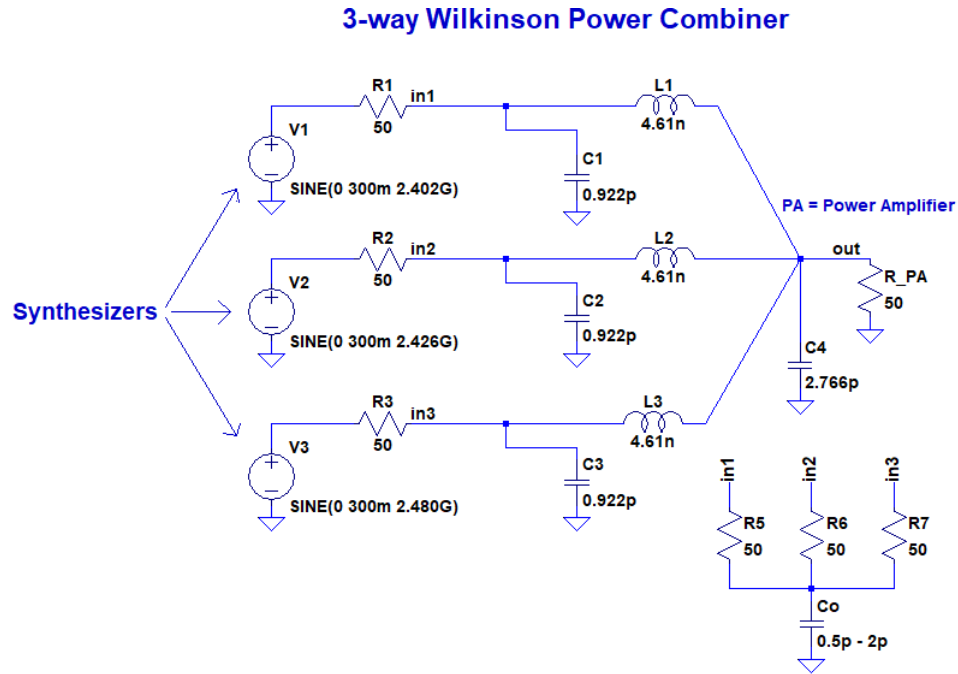 3-way Wilkinson Power Combiner
R1
in1
50
L1
4.61n
V1
SINE(0 300m 2.402G)
C1
0.922p
PA = Power Amplifier
R2
in2
50
L2
4.61n
out
R_PA
50
Synthesizers
V2
SINE(0 300m 2.426G)
C2
0.922p
C4
2.766p
R3
in3
50
L3
4.61n
V3
SINE(0 300m 2.480G)
C3
0.922p
in1
in2
in3
R5
50
R6
50
R7
50
Co
0.5p - 2p